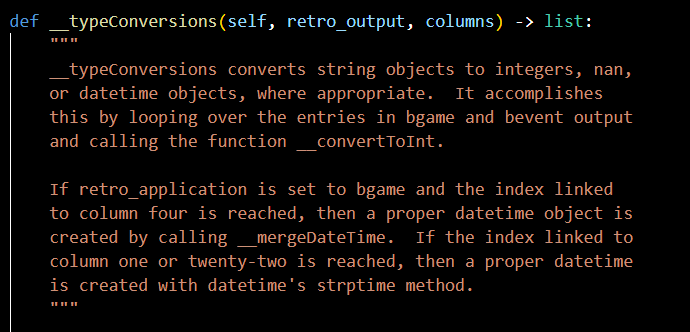 def __typeConversions(self, retro_output, columns) -> list:
"""
__typeConversions converts string objects to integers, nan,
or datetime objects, where appropriate.  It accomplishes
this by looping over the entries in bgame and bevent output
and calling the function __convertToInt.

If retro_application is set to bgame and the index linked
to column four is reached, then a proper datetime object is
created by calling __mergeDateTime.  If the index linked to
column one or twenty-two is reached, then a proper datetime
is created with datetime's strptime method.
"""